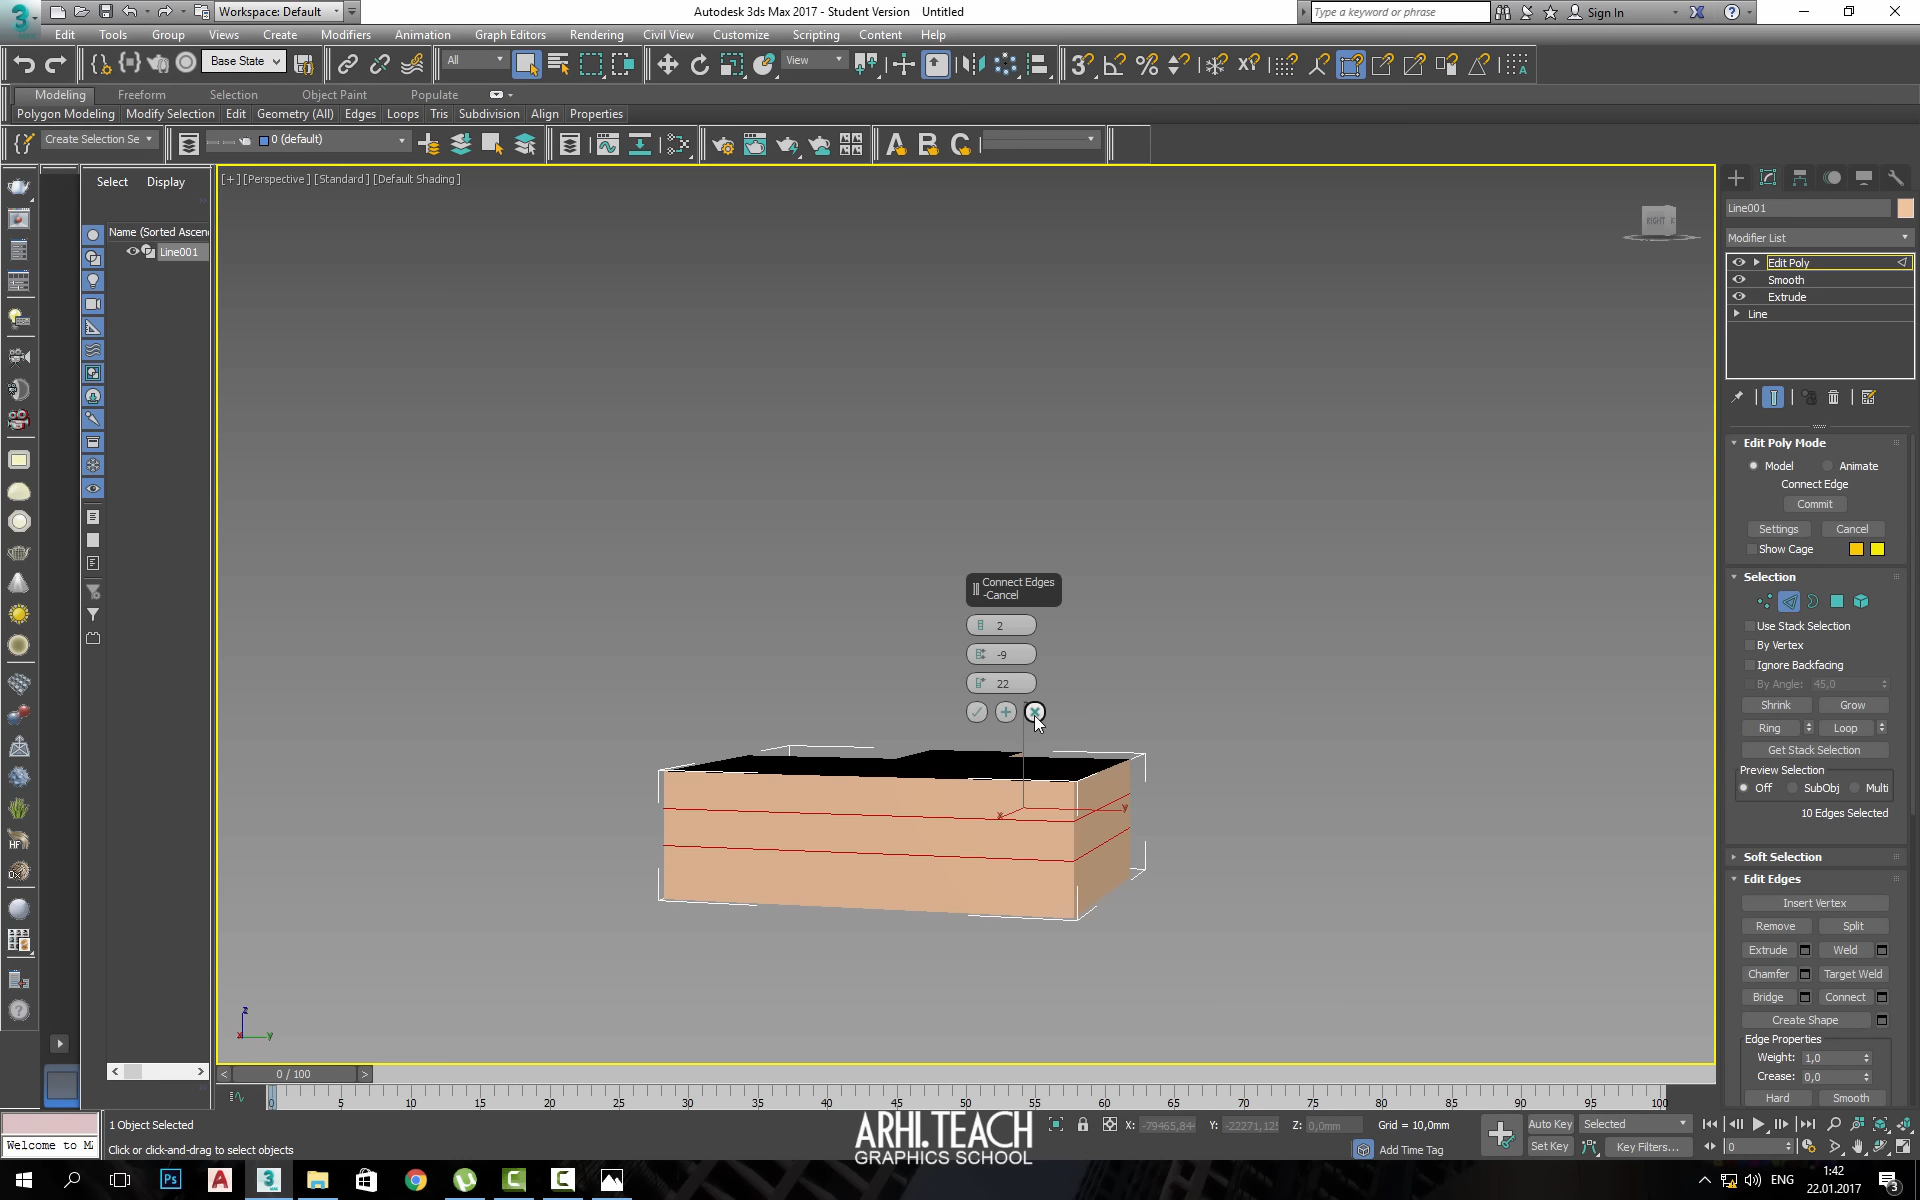 Workspace: Default
Autodesk 3ds Max 2017 - Student Version    Untitled
Type a keyword or phrase
Sign In
Edit Tools Group Views Create Modifiers Animation Graph Editors Rendering Civil View Customize Scripting Content Help
Base State
All
View
Modeling Freeform Selection Object Paint Populate
Polygon Modeling Modify Selection Edit Geometry (All) Edges Loops Tris Subdivision Align Properties
Create Selection Se
0 (default)
Select Display
Name (Sorted Ascen
Line001
[+] [Perspective] [Standard] [Default Shading]
RIGHT
Line001
Modifier List
Edit Poly
Smooth
Extrude
Line
Edit Poly Mode
Model Animate
Connect Edge
Commit
Settings Cancel
Show Cage
Selection
Use Stack Selection
By Vertex
Ignore Backfacing
By Angle: 45,0
Shrink Grow
Ring Loop
Get Stack Selection
Preview Selection
Off SubObj Multi
10 Edges Selected
Soft Selection
Edit Edges
Insert Vertex
Remove Split
Extrude Weld
Chamfer Target Weld
Bridge Connect
Create Shape
Edge Properties
Weight: 1,0
Crease: 0,0
Hard Smooth
Connect Edges
-Cancel
2
-9
22
x
y
z
x
y
0 / 100
0 5 10 15 20 25 30 35 40 45 50 55 60 65 70 75 80 85 90 95 100
1 Object Selected
Welcome to M
Click or click-and-drag to select objects
ARHI.TEACH
GRAPHICS SCHOOL
X: -79465,84 Y: -22271,125 Z: 0,0mm Grid = 10,0mm
Add Time Tag
Auto Key Selected
Set Key Key Filters...
0
ENG
1:42
22.01.2017
3